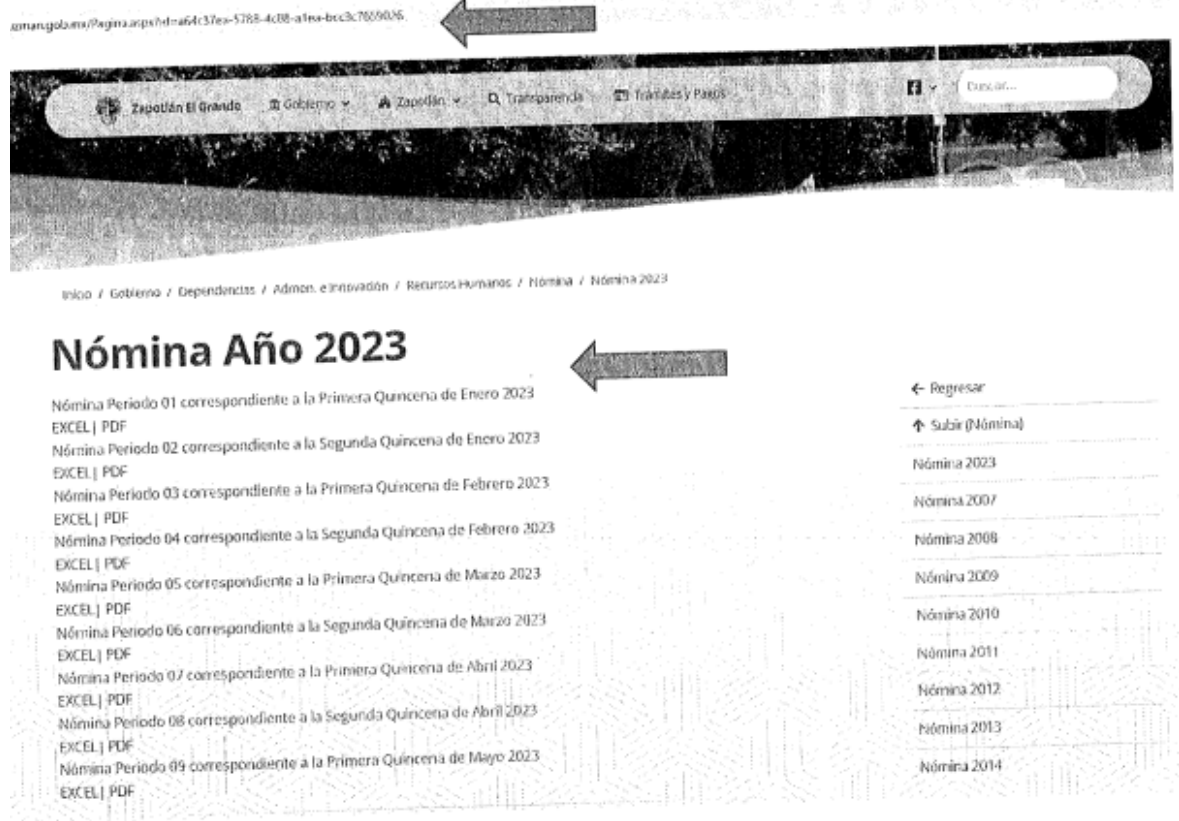 Zapotlán El Grande Gobierno Zapotlán Transparencia Trámites y Pagos Buscar...
Inicio / Gobierno / Dependencias / Admon. e Innovación / Recursos Humanos / Nómina / Nómina 2023
Nómina Año 2023
Nómina Periodo 01 correspondiente a la Primera Quincena de Enero 2023
EXCEL | PDF
Nómina Periodo 02 correspondiente a la Segunda Quincena de Enero 2023
EXCEL | PDF
Nómina Periodo 03 correspondiente a la Primera Quincena de Febrero 2023
EXCEL | PDF
Nómina Periodo 04 correspondiente a la Segunda Quincena de Febrero 2023
EXCEL | PDF
Nómina Periodo 05 correspondiente a la Primera Quincena de Marzo 2023
EXCEL | PDF
Nómina Periodo 06 correspondiente a la Segunda Quincena de Marzo 2023
EXCEL | PDF
Nómina Periodo 07 correspondiente a la Primera Quincena de Abril 2023
EXCEL | PDF
Nómina Periodo 08 correspondiente a la Segunda Quincena de Abril 2023
EXCEL | PDF
Nómina Periodo 09 correspondiente a la Primera Quincena de Mayo 2023
EXCEL | PDF
← Regresar
↑ Subir (Nómina)
Nómina 2023
Nómina 2007
Nómina 2008
Nómina 2009
Nómina 2010
Nómina 2011
Nómina 2012
Nómina 2013
Nómina 2014